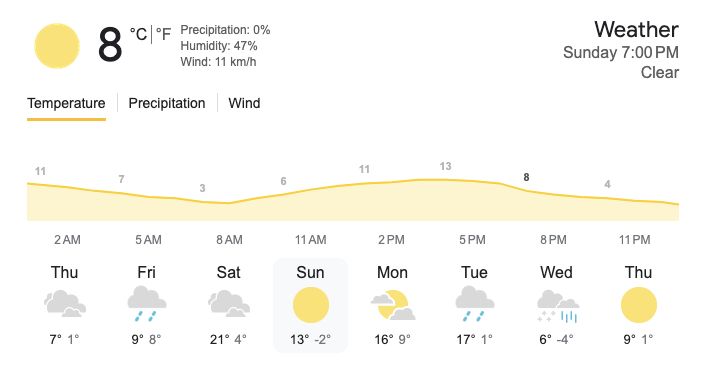 8
°C | °F
Precipitation: 0%
Humidity: 47%
Wind: 11 km/h
Weather
Sunday 7:00 PM
Clear
Temperature | Precipitation | Wind
11 7 3 6 11 13 8 4
2 AM 5 AM 8 AM 11 AM 2 PM 5 PM 8 PM 11 PM
Thu Fri Sat Sun Mon Tue Wed Thu
7° 1° 9° 8° 21° 4° 13° -2° 16° 9° 17° 1° 6° -4° 9° 1°